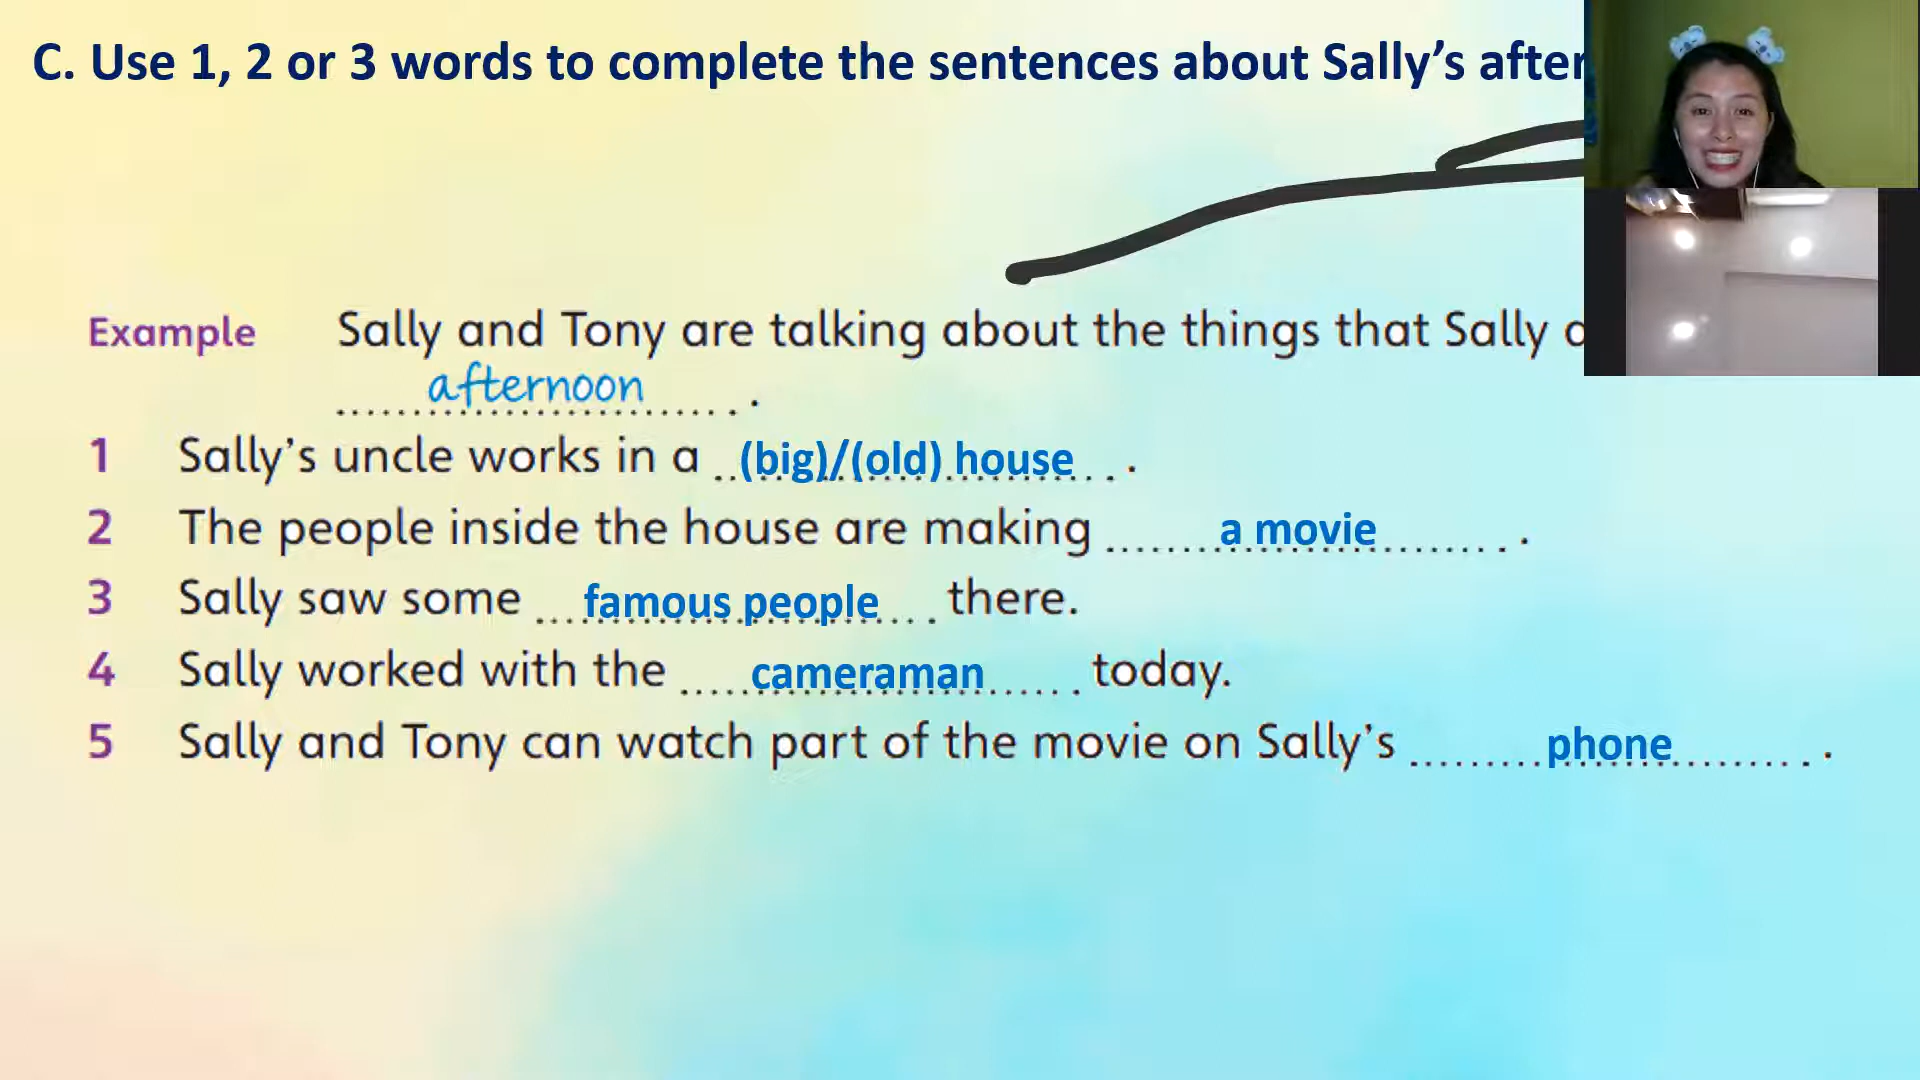 C. Use 1, 2 or 3 words to complete the sentences about Sally’s after
Example Sally and Tony are talking about the things that Sally
afternoon .
1 Sally’s uncle works in a (big)/(old) house .
2 The people inside the house are making a movie .
3 Sally saw some famous people there.
4 Sally worked with the cameraman today.
5 Sally and Tony can watch part of the movie on Sally’s phone .